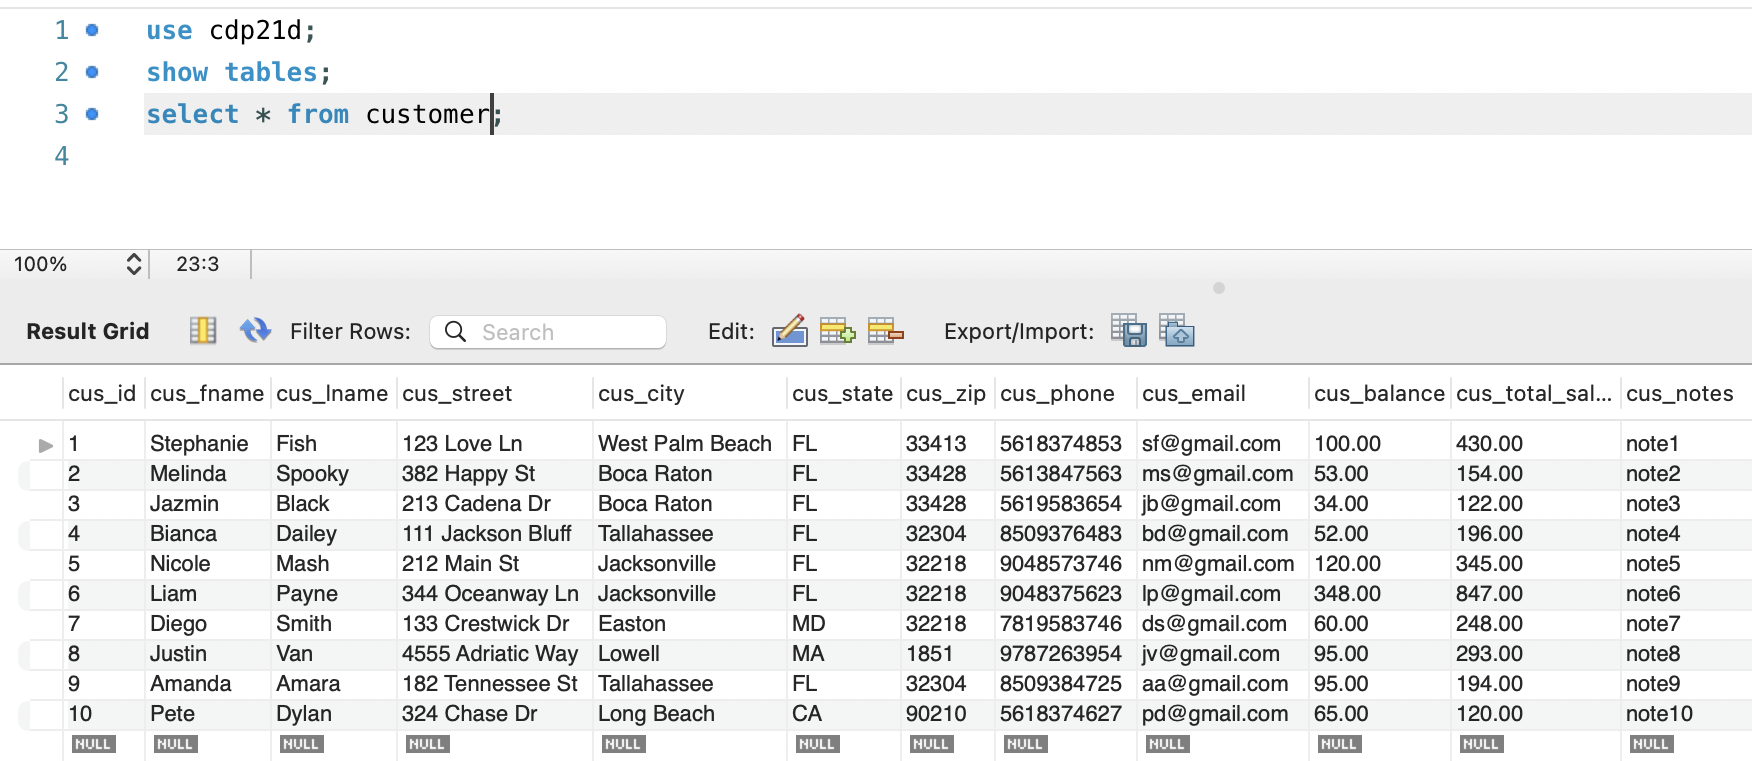 1 use cdp21d;
2 show tables;
3 select * from customer;
4
100% 23:3
Result Grid Filter Rows: Search Edit: Export/Import:
cus_id cus_fname cus_lname cus_street cus_city cus_state cus_zip cus_phone cus_email cus_balance cus_total_sal... cus_notes
1 Stephanie Fish 123 Love Ln West Palm Beach FL 33413 5618374853 sf@gmail.com 100.00 430.00 note1
2 Melinda Spooky 382 Happy St Boca Raton FL 33428 5613847563 ms@gmail.com 53.00 154.00 note2
3 Jazmin Black 213 Cadena Dr Boca Raton FL 33428 5619583654 jb@gmail.com 34.00 122.00 note3
4 Bianca Dailey 111 Jackson Bluff Tallahassee FL 32304 8509376483 bd@gmail.com 52.00 196.00 note4
5 Nicole Mash 212 Main St Jacksonville FL 32218 9048573746 nm@gmail.com 120.00 345.00 note5
6 Liam Payne 344 Oceanway Ln Jacksonville FL 32218 9048375623 lp@gmail.com 348.00 847.00 note6
7 Diego Smith 133 Crestwick Dr Easton MD 32218 7819583746 ds@gmail.com 60.00 248.00 note7
8 Justin Van 4555 Adriatic Way Lowell MA 1851 9787263954 jv@gmail.com 95.00 293.00 note8
9 Amanda Amara 182 Tennessee St Tallahassee FL 32304 8509384725 aa@gmail.com 95.00 194.00 note9
10 Pete Dylan 324 Chase Dr Long Beach CA 90210 5618374627 pd@gmail.com 65.00 120.00 note10
NULL NULL NULL NULL NULL NULL NULL NULL NULL NULL NULL NULL